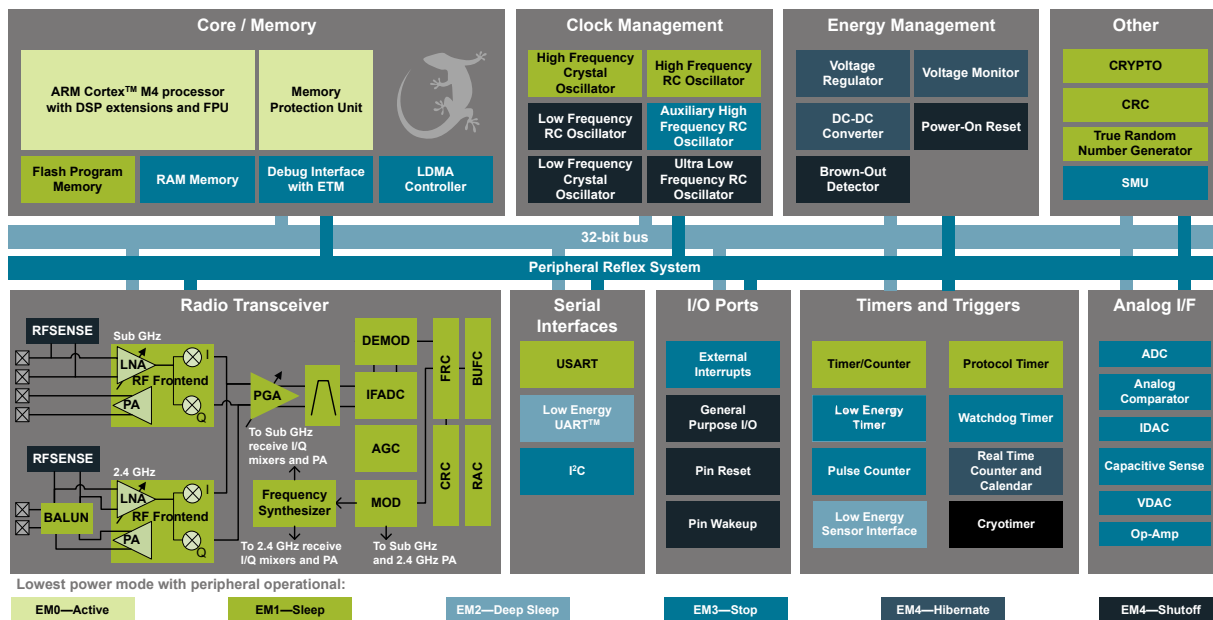 Core / Memory
ARM Cortex™ M4 processor
with DSP extensions and FPU
Memory
Protection Unit
Flash Program
Memory
RAM Memory
Debug Interface
with ETM
LDMA
Controller
Clock Management
High Frequency
Crystal
Oscillator
High Frequency
RC Oscillator
Low Frequency
RC Oscillator
Auxiliary High
Frequency RC
Oscillator
Low Frequency
Crystal
Oscillator
Ultra Low
Frequency RC
Oscillator
Energy Management
Voltage
Regulator
Voltage Monitor
DC-DC
Converter
Power-On Reset
Brown-Out
Detector
Other
CRYPTO
CRC
True Random
Number Generator
SMU
32-bit bus
Peripheral Reflex System
Radio Transceiver
RFSENSE
Sub GHz
LNA
RF Frontend
PA
I
Q
PGA
To Sub GHz
receive I/Q
mixers and PA
RFSENSE
BALUN
2.4 GHz
LNA
RF Frontend
PA
I
Q
Frequency
Synthesizer
To 2.4 GHz receive
I/Q mixers and PA
DEMOD
IFADC
AGC
MOD
To Sub GHz
and 2.4 GHz PA
FRC
BUFC
CRC
RAC
Serial
Interfaces
USART
Low Energy
UART™
I²C
I/O Ports
External
Interrupts
General
Purpose I/O
Pin Reset
Pin Wakeup
Timers and Triggers
Timer/Counter
Protocol Timer
Low Energy
Timer
Watchdog Timer
Pulse Counter
Real Time
Counter and
Calendar
Low Energy
Sensor Interface
Cryotimer
Analog I/F
ADC
Analog
Comparator
IDAC
Capacitive Sense
VDAC
Op-Amp
Lowest power mode with peripheral operational:
EM0—Active
EM1—Sleep
EM2—Deep Sleep
EM3—Stop
EM4—Hibernate
EM4—Shutoff